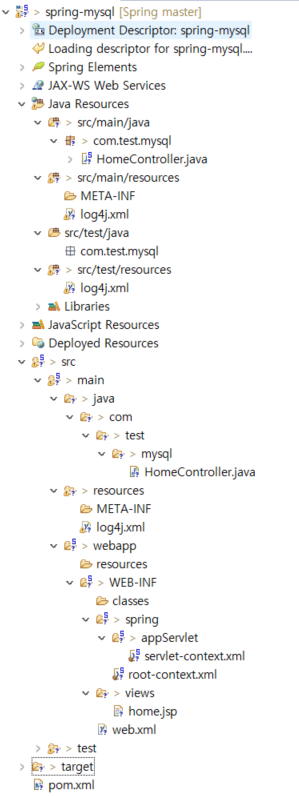 > spring-mysql [Spring master]
Deployment Descriptor: spring-mysql
Loading descriptor for spring-mysql....
Spring Elements
JAX-WS Web Services
Java Resources
> src/main/java
> com.test.mysql
> HomeController.java
> src/main/resources
META-INF
log4j.xml
src/test/java
com.test.mysql
> src/test/resources
log4j.xml
Libraries
JavaScript Resources
Deployed Resources
> src
> main
> java
> com
> test
> mysql
HomeController.java
> resources
META-INF
log4j.xml
> webapp
resources
> WEB-INF
classes
> spring
> appServlet
servlet-context.xml
root-context.xml
> views
home.jsp
web.xml
> test
> target
pom.xml